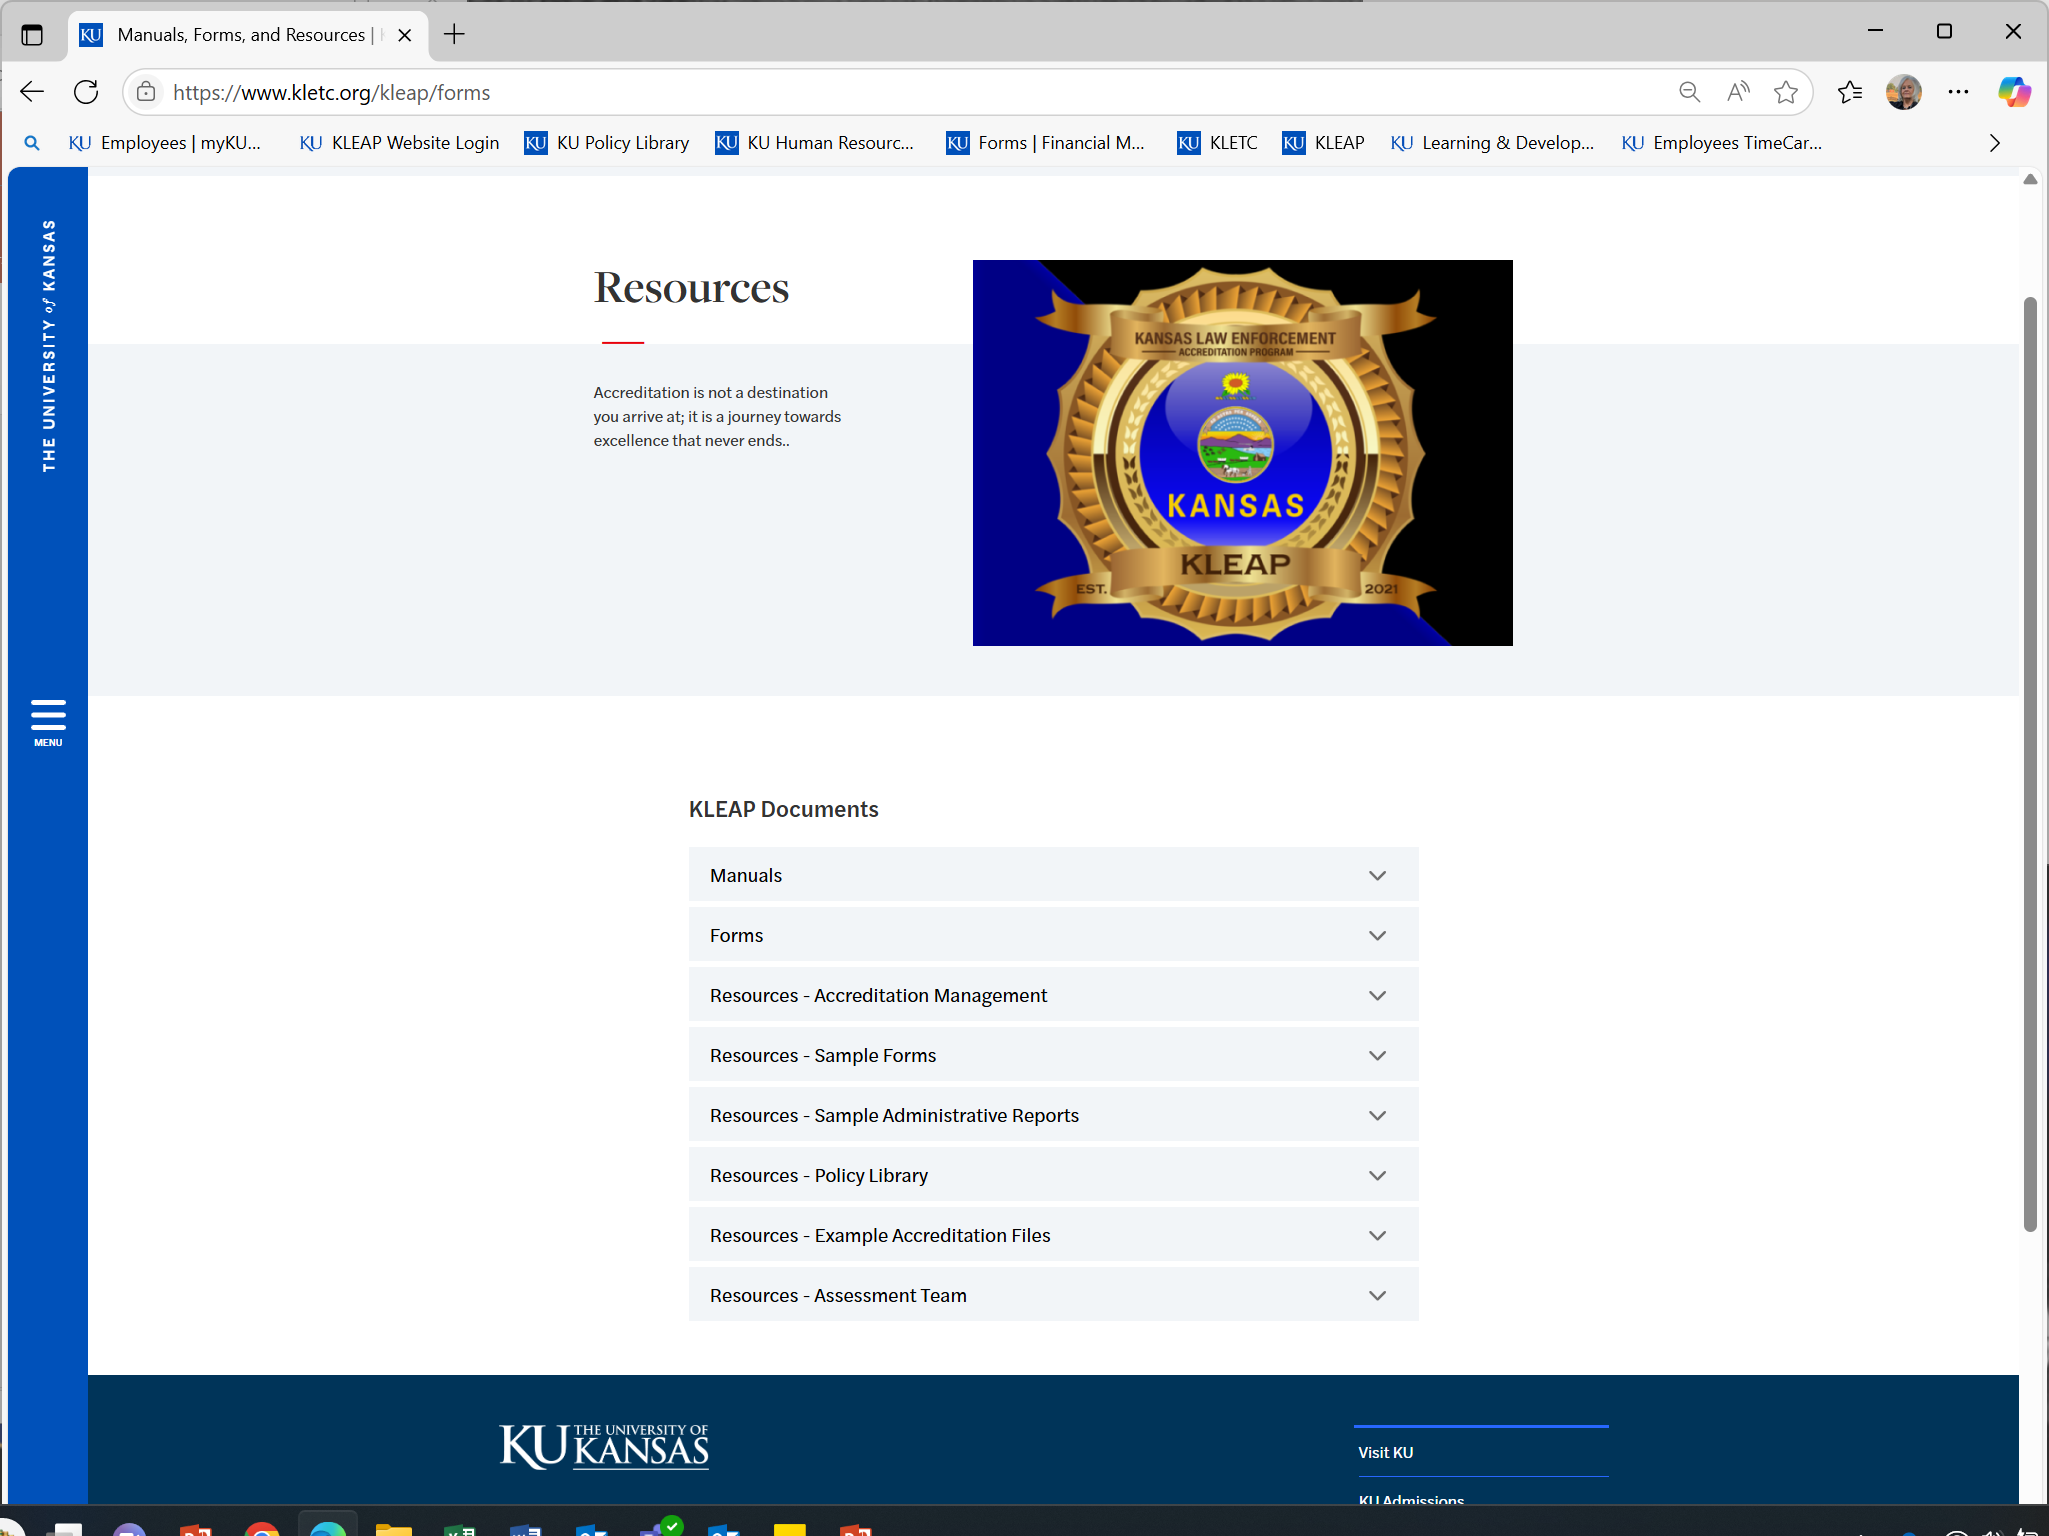 Manuals, Forms, and Resources |
https://www.kletc.org/kleap/forms
Employees | myKU...
KLEAP Website Login
KU Policy Library
KU Human Resourc...
Forms | Financial M...
KLETC
KLEAP
Learning & Develop...
Employees TimeCar...
THE UNIVERSITY of KANSAS
MENU
Resources
Accreditation is not a destination
you arrive at; it is a journey towards
excellence that never ends..
KANSAS LAW ENFORCEMENT
ACCREDITATION PROGRAM
KANSAS
KLEAP
EST. 2021
KLEAP Documents
Manuals
Forms
Resources - Accreditation Management
Resources - Sample Forms
Resources - Sample Administrative Reports
Resources - Policy Library
Resources - Example Accreditation Files
Resources - Assessment Team
KU THE UNIVERSITY OF
KANSAS
Visit KU
KU Admissions